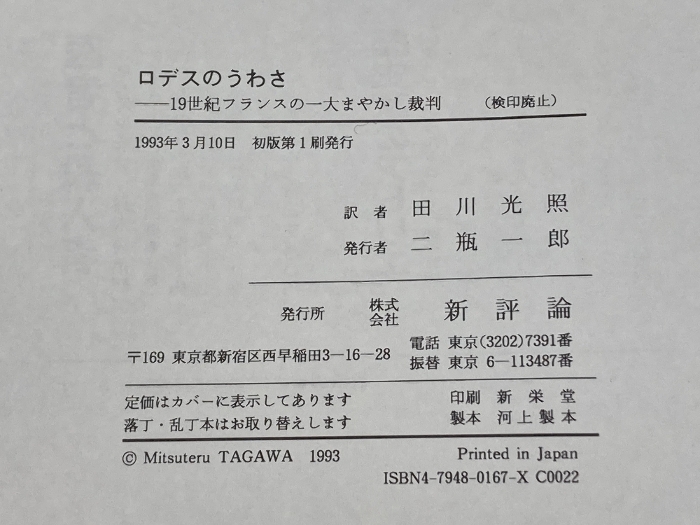 ロデスのうわさ
――19世紀フランスの一大まやかし裁判 (検印廃止)
1993年3月10日 初版第1刷発行
訳者 田川光照
発行者 二瓶一郎
発行所 株式会社 新評論
〒169 東京都新宿区西早稲田3−16−28
電話 東京(3202)7391番
振替 東京 6−113487番
定価はカバーに表示してあります
落丁・乱丁本はお取り替えします
印刷 新栄堂
製本 河上製本
© Mitsuteru TAGAWA 1993
Printed in Japan
ISBN4-7948-0167-X C0022